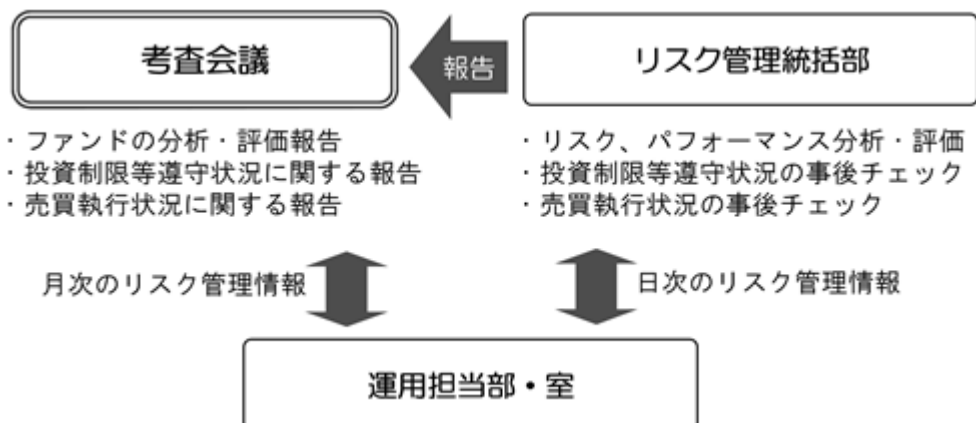 考査会議
報告
リスク管理統括部
・ファンドの分析・評価報告
・投資制限等遵守状況に関する報告
・売買執行状況に関する報告
・リスク、パフォーマンス分析・評価
・投資制限等遵守状況の事後チェック
・売買執行状況の事後チェック
月次のリスク管理情報
日次のリスク管理情報
運用担当部・室